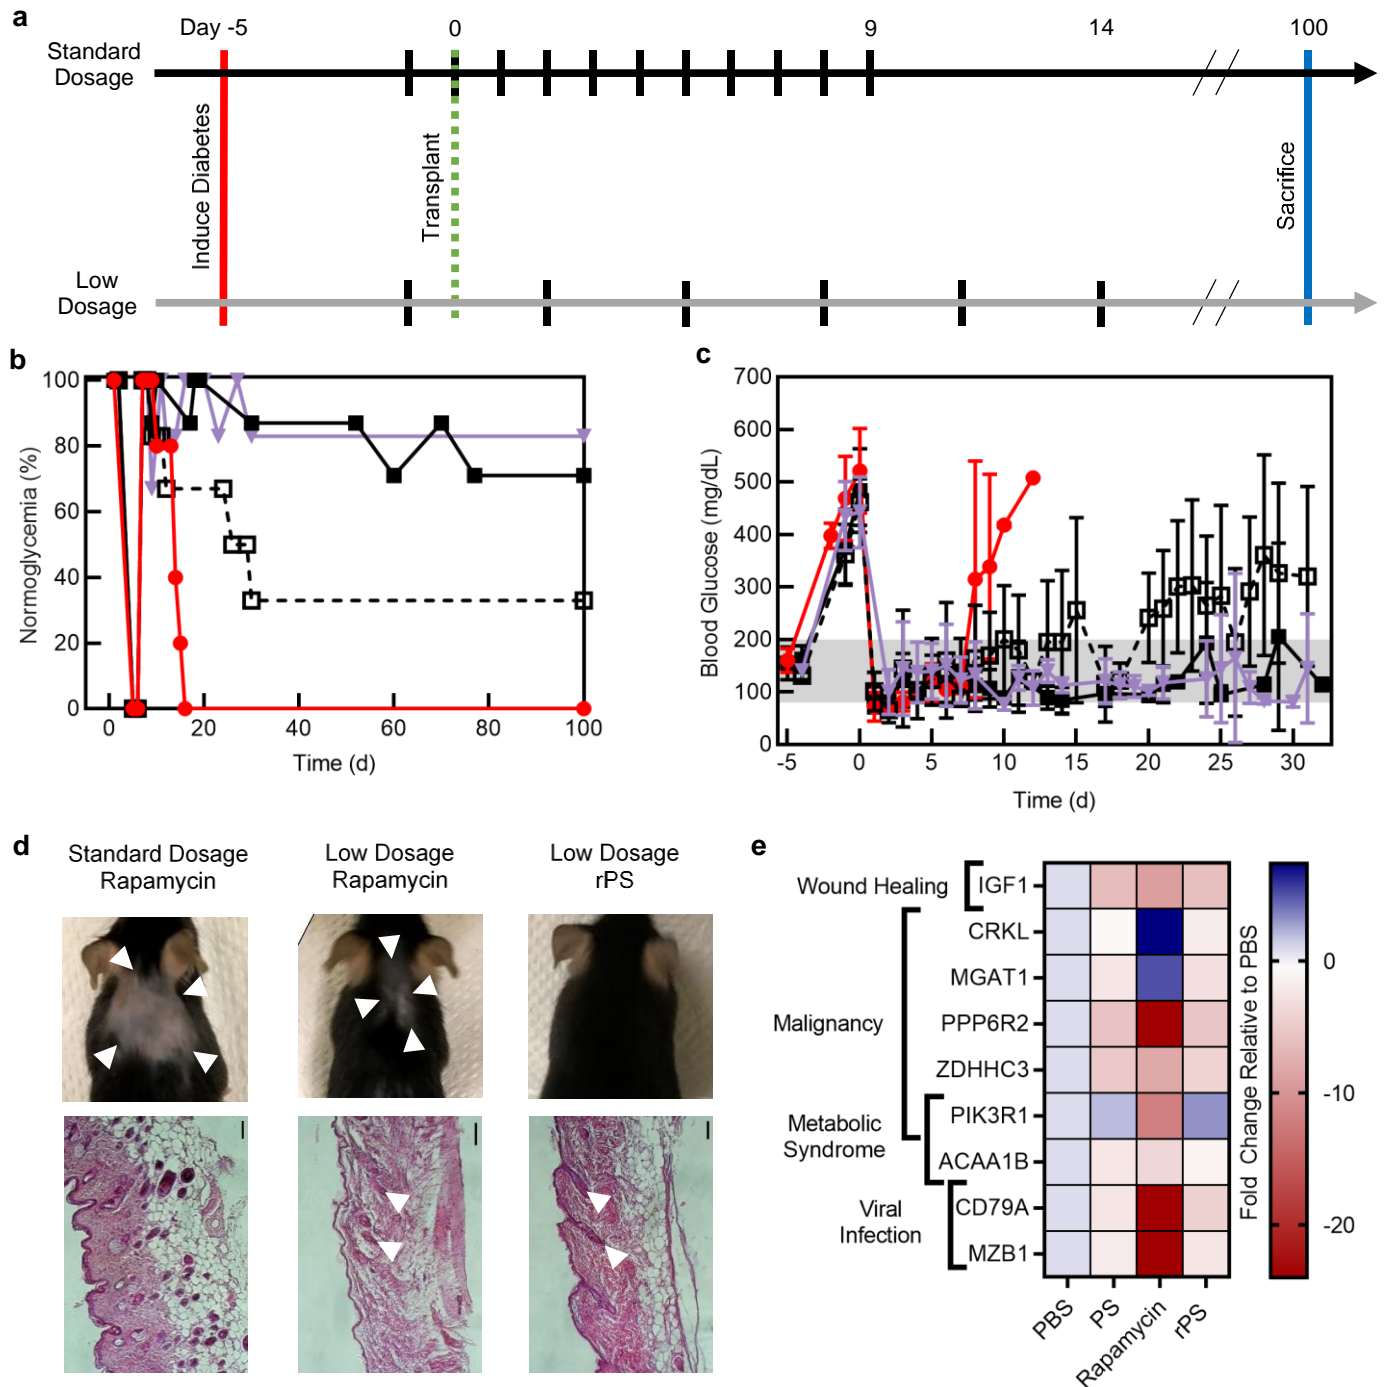 a
Day -5
0
9
14
100
Standard
Dosage
Induce Diabetes
Transplant
Sacrifice
Low
Dosage
b
Normoglycemia (%)
100
80
60
40
20
0
0
20
40
60
80
100
Time (d)
c
Blood Glucose (mg/dL)
700
600
500
400
300
200
100
0
-5
0
5
10
15
20
25
30
Time (d)
d
Standard Dosage
Rapamycin
Low Dosage
Rapamycin
Low Dosage
rPS
e
Wound Healing
Malignancy
Metabolic
Syndrome
Viral
Infection
IGF1
CRKL
MGAT1
PPP6R2
ZDHHC3
PIK3R1
ACAA1B
CD79A
MZB1
PBS
PS
Rapamycin
rPS
Fold Change Relative to PBS
0
-10
-20